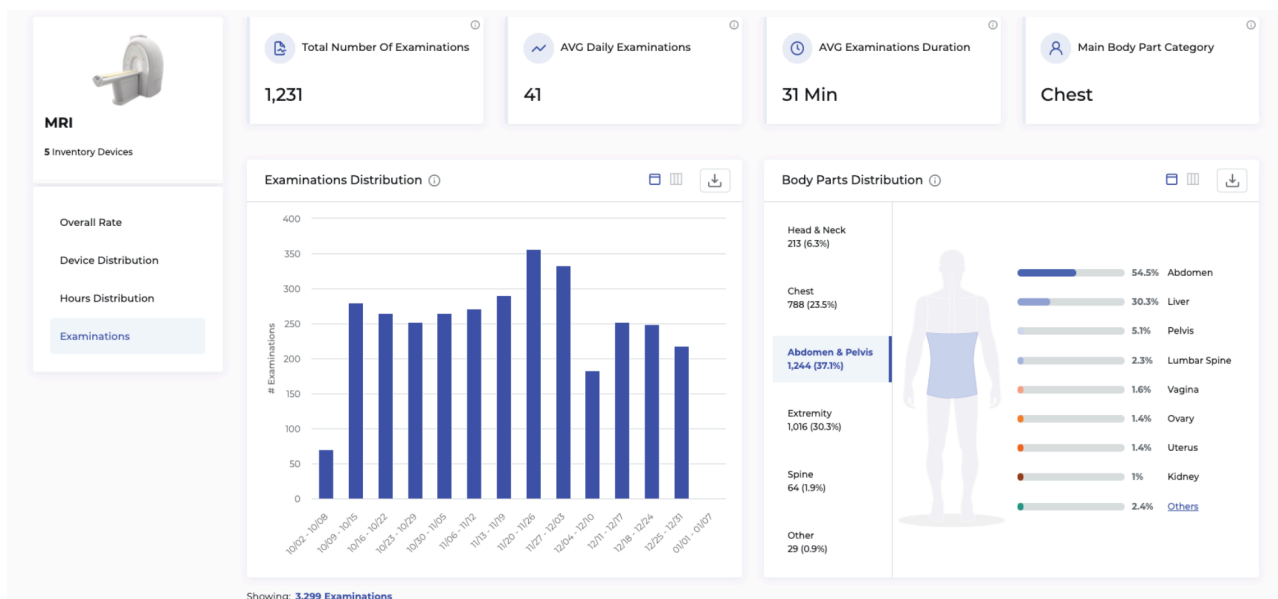 MRI
5 Inventory Devices
Overall Rate
Device Distribution
Hours Distribution
Examinations
Total Number Of Examinations
1,231
AVG Daily Examinations
41
AVG Examinations Duration
31 Min
Main Body Part Category
Chest
Examinations Distribution
# Examinations
400
350
300
250
200
150
100
50
0
10/02 - 10/08
10/09 - 10/15
10/16 - 10/22
10/23 - 10/29
10/30 - 11/05
11/06 - 11/12
11/13 - 11/19
11/20 - 11/26
11/27 - 12/03
12/04 - 12/10
12/11 - 12/17
12/18 - 12/24
12/25 - 12/31
01/01 - 01/07
Showing: 3,299 Examinations
Body Parts Distribution
Head & Neck
213 (6.3%)
Chest
788 (23.5%)
Abdomen & Pelvis
1,244 (37.1%)
Extremity
1,016 (30.3%)
Spine
64 (1.9%)
Other
29 (0.9%)
54.5% Abdomen
30.3% Liver
5.1% Pelvis
2.3% Lumbar Spine
1.6% Vagina
1.4% Ovary
1.4% Uterus
1% Kidney
2.4% Others